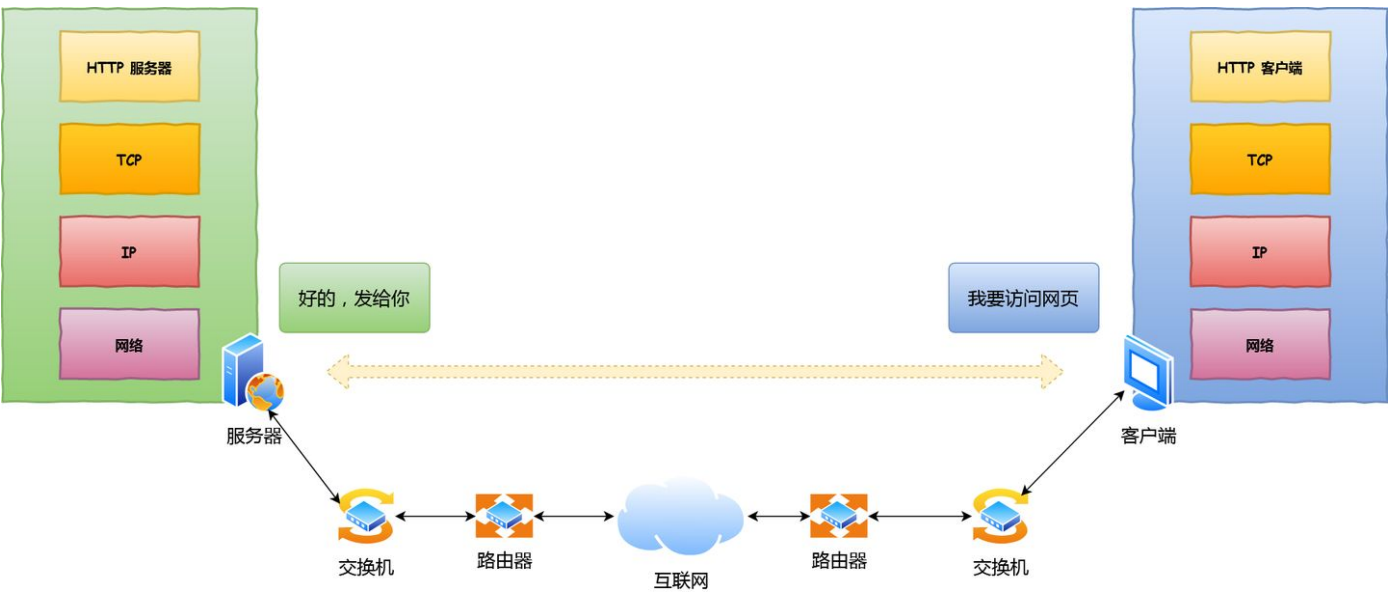 HTTP 服务器
TCP
IP
网络
HTTP 客户端
TCP
IP
网络
好的，发给你
我要访问网页
服务器
客户端
交换机
路由器
互联网
路由器
交换机